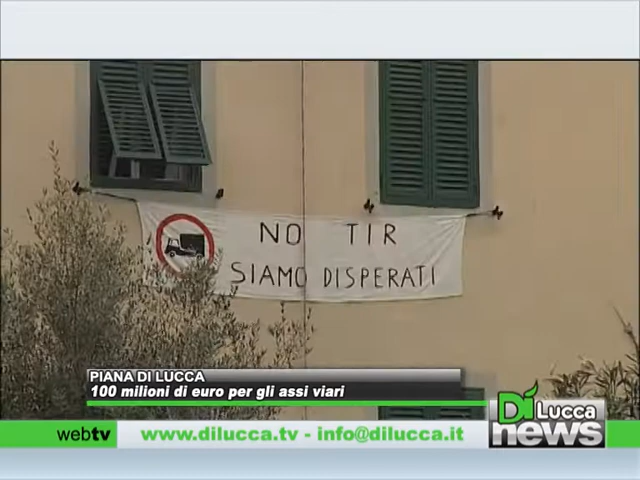 NO TIR
SIAMO DISPERATI
PIANA DI LUCCA
100 milioni di euro per gli assi viari
webtv
www.dilucca.tv - info@dilucca.it
Di LUCCA
news